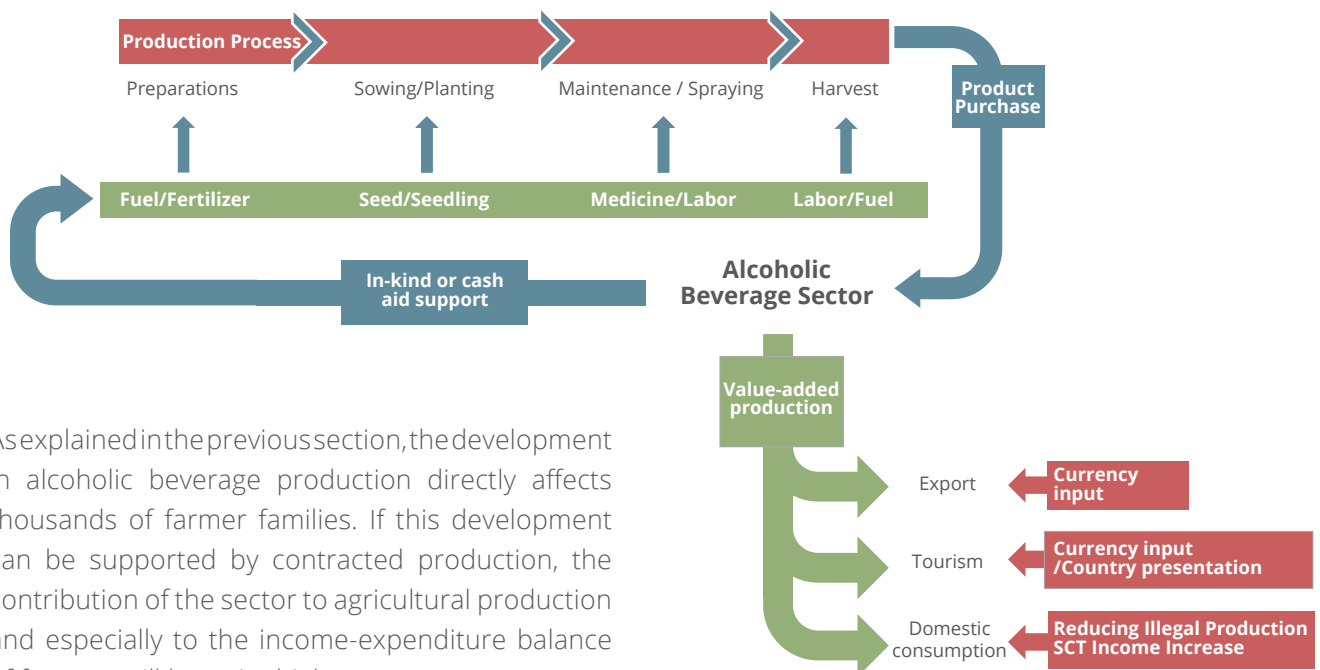 Production Process
Preparations
Sowing/Planting
Maintenance / Spraying
Harvest
Product
Purchase
Fuel/Fertilizer
Seed/Seedling
Medicine/Labor
Labor/Fuel
In-kind or cash
aid support
Alcoholic
Beverage Sector
Value-added
production
Export
Currency
input
Tourism
Currency input
/Country presentation
Domestic
consumption
Reducing Illegal Production
SCT Income Increase
As explained in the previous section, the development
alcoholic beverage production directly affects
thousands of farmer families. If this development
can be supported by contracted production, the
contribution of the sector to agricultural production
and especially to the income-expenditure balance